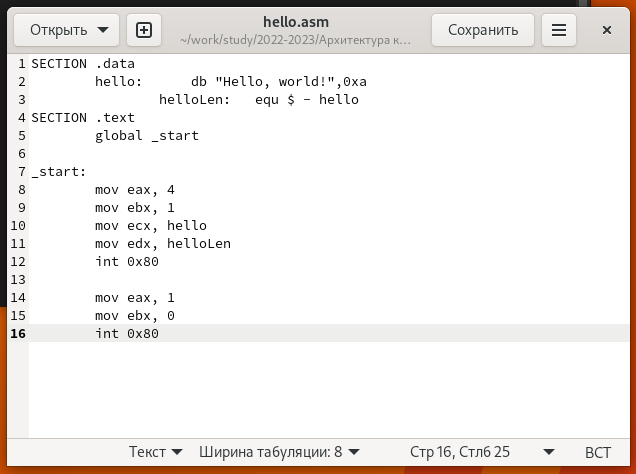 Открыть
hello.asm
~/work/study/2022-2023/Архитектура к…
Сохранить
1 SECTION .data
2 hello: db "Hello, world!",0xa
3 helloLen: equ $ - hello
4 SECTION .text
5 global _start
6
7 _start:
8 mov eax, 4
9 mov ebx, 1
10 mov ecx, hello
11 mov edx, helloLen
12 int 0x80
13
14 mov eax, 1
15 mov ebx, 0
16 int 0x80
Текст Ширина табуляции: 8 Стр 16, Стлб 25 ВСТ